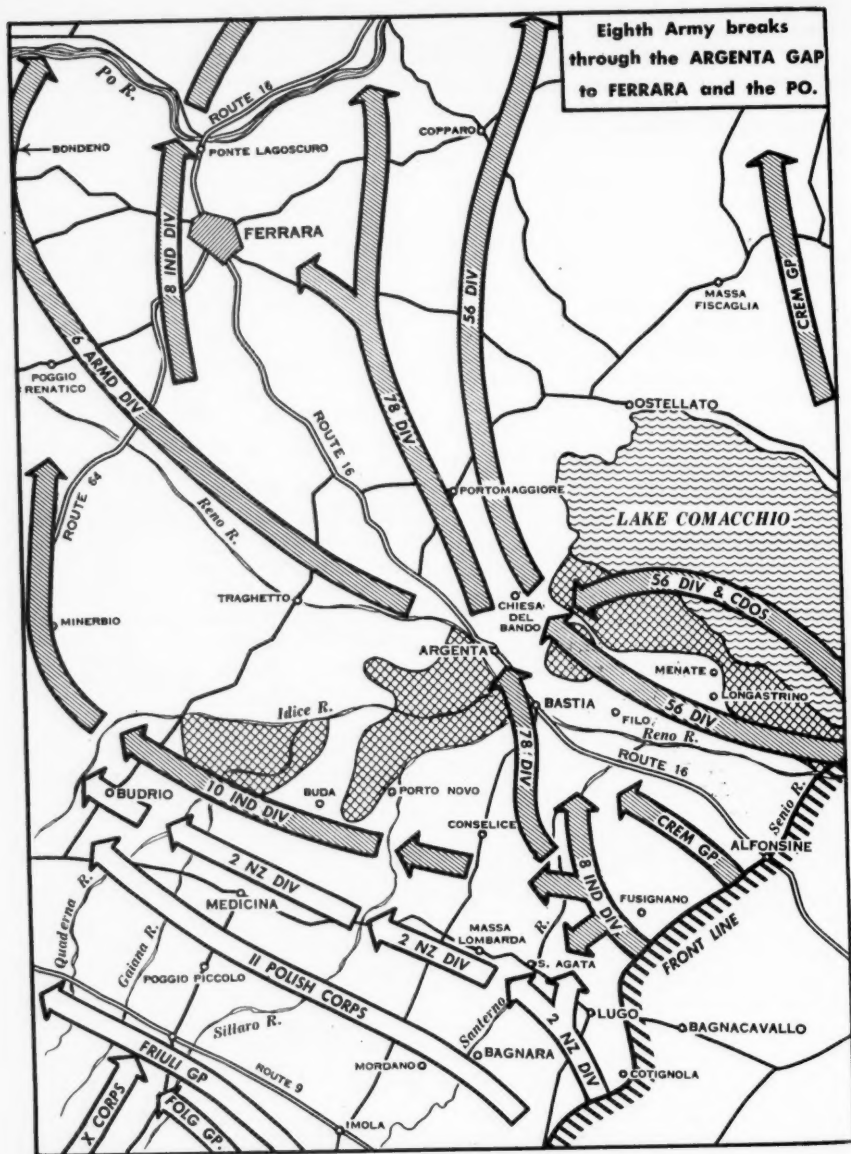 Eighth Army breaks
through the ARGENTA GAP
to FERRARA and the PO.
Po R.
ROUTE 16
BONDENO
PONTE LAGOSCURO
COPPARO
8 IND DIV
FERRARA
56 DIV
CREM GP
MASSA
FISCAGLIA
6 ARMD DIV
POGGIO
RENATICO
78 DIV
OSTELLATO
ROUTE 16
ROUTE 64
Reno R.
PORTOMAGGIORE
LAKE COMACCHIO
TRAGHETTO
CHIESA
DEL
BANDO
56 DIV & CDOS
MINERBIO
ARGENTA
MENATE
LONGASTRINO
Idice R.
BASTIA
FILO
56 DIV
Reno R.
78 DIV
ROUTE 16
Senio R.
BUDRIO
10 IND DIV
BUDA
PORTO NOVO
CONSELICE
CREM GP
ALFONSINE
2 NZ DIV
8 IND DIV
MEDICINA
FUSIGNANO
Quaderna R.
Gaiana R.
2 NZ DIV
MASSA
LOMBARDA
R.
FRONT LINE
S. AGATA
POGGIO PICCOLO
II POLISH CORPS
Sillaro R.
Santerno
2 NZ DIV
LUGO
BAGNACAVALLO
FRIULI GP
ROUTE 9
MORDANO
BAGNARA
COTIGNOLA
X CORPS
FOLG GP.
IMOLA